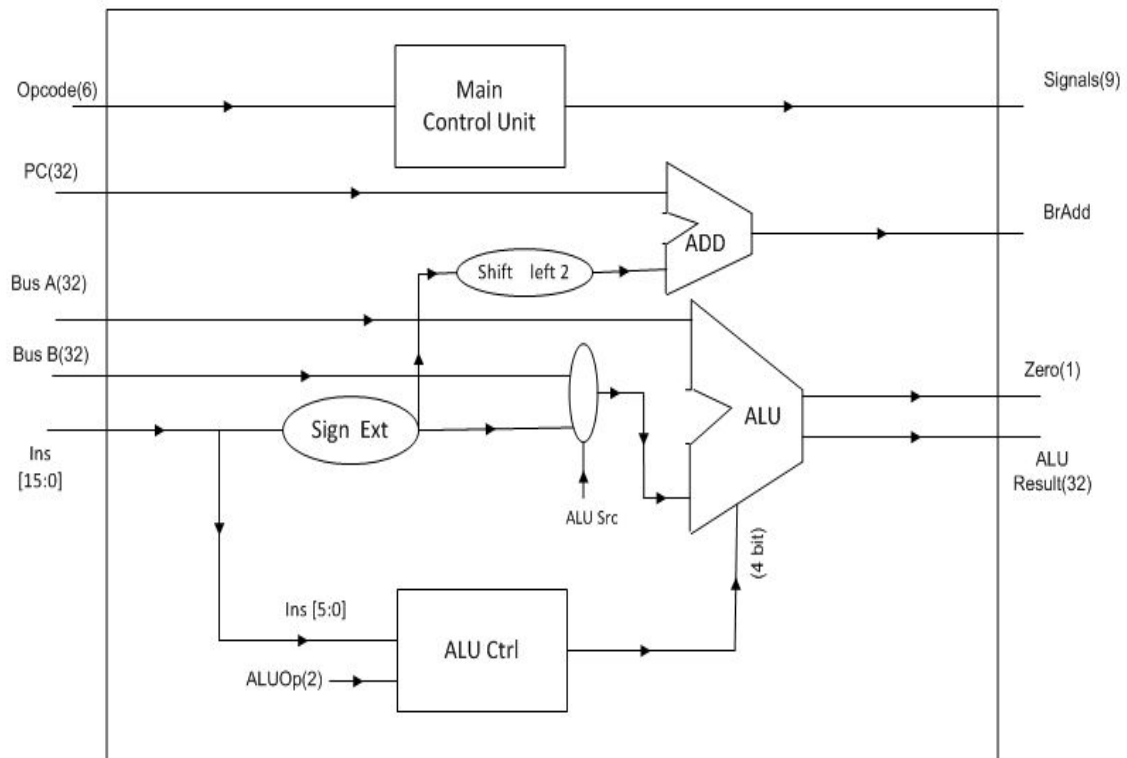 Opcode(6)
Main
Control Unit
Signals(9)
PC(32)
BrAdd
ADD
Shift left 2
Bus A(32)
Bus B(32)
Zero(1)
ALU
Sign Ext
Ins
[15:0]
ALU
Result(32)
ALU Src
(4 bit)
Ins [5:0]
ALU Ctrl
ALUOp(2)